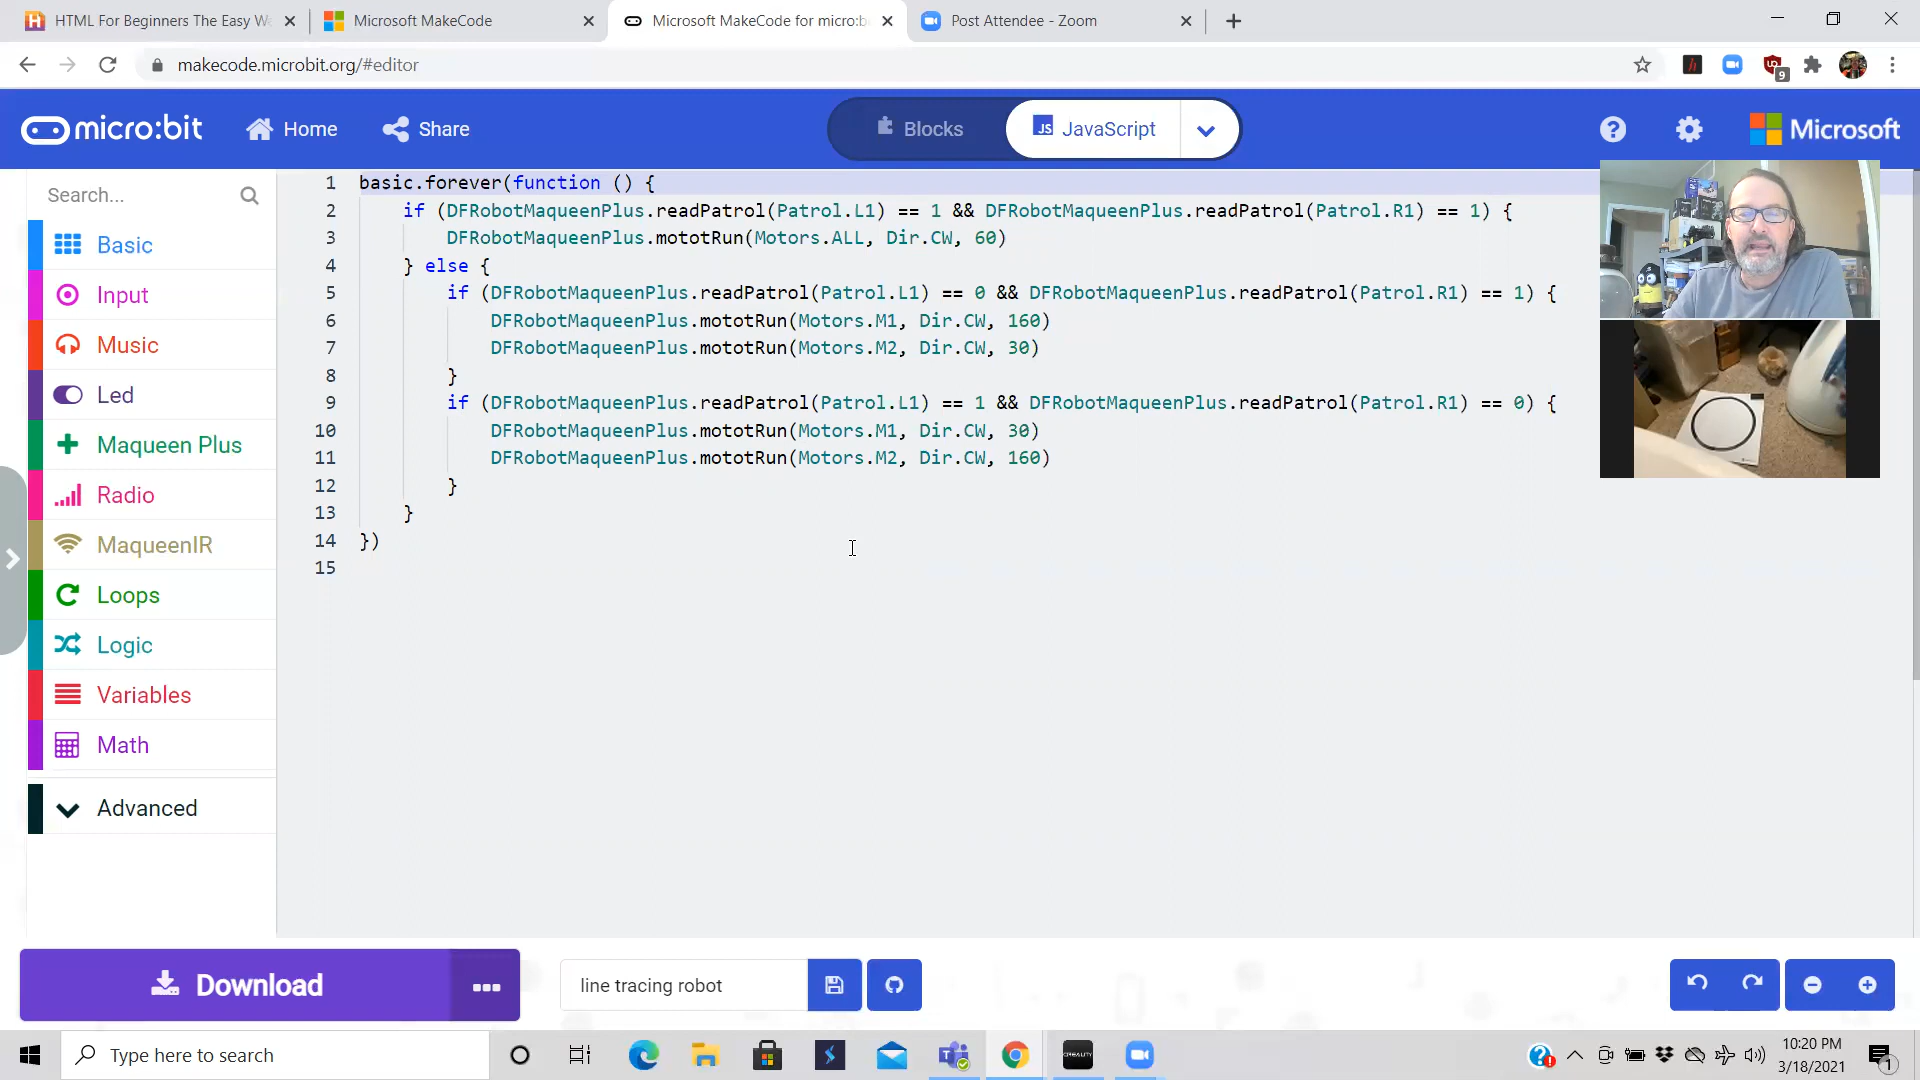 HTML For Beginners The Easy W
Microsoft MakeCode
Microsoft MakeCode for micro:b
Post Attendee - Zoom
makecode.microbit.org/#editor
9
micro:bit
Home
Share
Blocks
JS JavaScript
Microsoft
Search...
Basic
Input
Music
Led
Maqueen Plus
Radio
MaqueenIR
Loops
Logic
Variables
Math
Advanced
1 basic.forever(function () {
2 if (DFRobotMaqueenPlus.readPatrol(Patrol.L1) == 1 && DFRobotMaqueenPlus.readPatrol(Patrol.R1) == 1) {
3 DFRobotMaqueenPlus.mototRun(Motors.ALL, Dir.CW, 60)
4 } else {
5 if (DFRobotMaqueenPlus.readPatrol(Patrol.L1) == 0 && DFRobotMaqueenPlus.readPatrol(Patrol.R1) == 1) {
6 DFRobotMaqueenPlus.mototRun(Motors.M1, Dir.CW, 160)
7 DFRobotMaqueenPlus.mototRun(Motors.M2, Dir.CW, 30)
8 }
9 if (DFRobotMaqueenPlus.readPatrol(Patrol.L1) == 1 && DFRobotMaqueenPlus.readPatrol(Patrol.R1) == 0) {
10 DFRobotMaqueenPlus.mototRun(Motors.M1, Dir.CW, 30)
11 DFRobotMaqueenPlus.mototRun(Motors.M2, Dir.CW, 160)
12 }
13 }
14 })
15
Download
line tracing robot
Type here to search
CREALITY
10:20 PM
3/18/2021
1